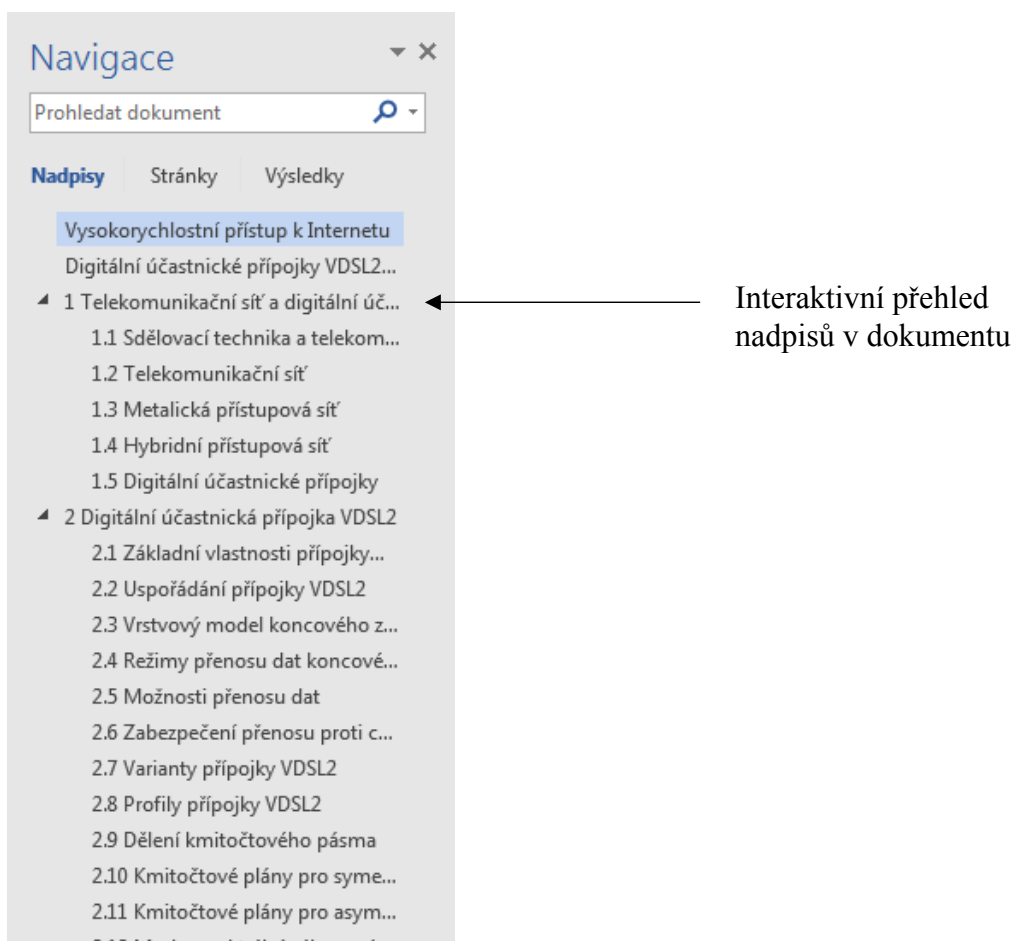 Navigace
Prohledat dokument
Nadpisy Stránky Výsledky
Vysokorychlostní přístup k Internetu
Digitální účastnické přípojky VDSL2...
1 Telekomunikační síť a digitální úč...
Interaktivní přehled
nadpisů v dokumentu
1.1 Sdělovací technika a telekom...
1.2 Telekomunikační síť
1.3 Metalická přístupová síť
1.4 Hybridní přístupová síť
1.5 Digitální účastnické přípojky
2 Digitální účastnická přípojka VDSL2
2.1 Základní vlastnosti přípojky...
2.2 Uspořádání přípojky VDSL2
2.3 Vrstvový model koncového z...
2.4 Režimy přenosu dat koncové...
2.5 Možnosti přenosu dat
2.6 Zabezpečení přenosu proti c...
2.7 Varianty přípojky VDSL2
2.8 Profily přípojky VDSL2
2.9 Dělení kmitočtového pásma
2.10 Kmitočtové plány pro syme...
2.11 Kmitočtové plány pro asym...